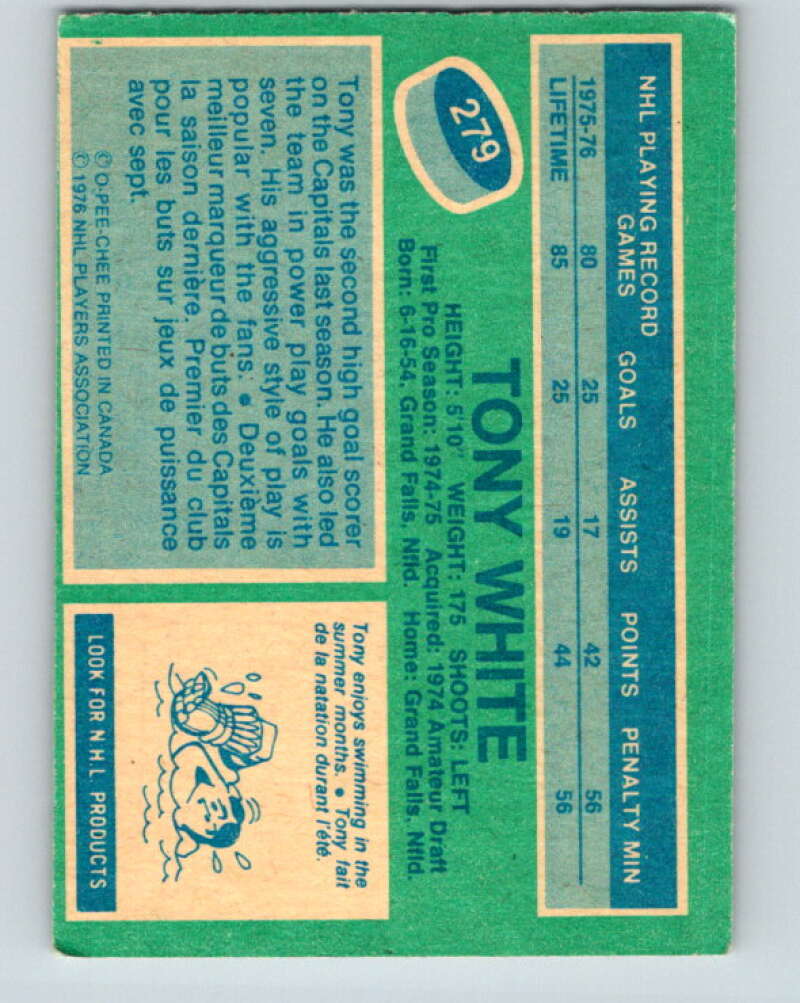 279
TONY WHITE
HEIGHT: 5'10" WEIGHT: 175 SHOOTS: LEFT
First Pro Season: 1974-75 Acquired: 1974 Amateur Draft
Born: 6-16-54, Grand Falls, Nfld. Home: Grand Falls, Nfld.
NHL PLAYING RECORD
GAMES GOALS ASSISTS POINTS PENALTY MIN
1975-76 80 25 17 42 56
LIFETIME 85 25 19 44 56
Tony was the second high goal scorer
on the Capitals last season. He also led
the team in power play goals with
seven. His aggressive style of play is
popular with the fans. • Deuxième
meilleur marqueur de buts des Capitals
la saison dernière. Premier du club
pour les buts sur jeux de puissance
avec sept.
© O-PEE-CHEE PRINTED IN CANADA
© 1976 NHL PLAYERS ASSOCIATION
Tony enjoys swimming in the
summer months. • Tony fait
de la natation durant l'été.
LOOK FOR N.H.L. PRODUCTS